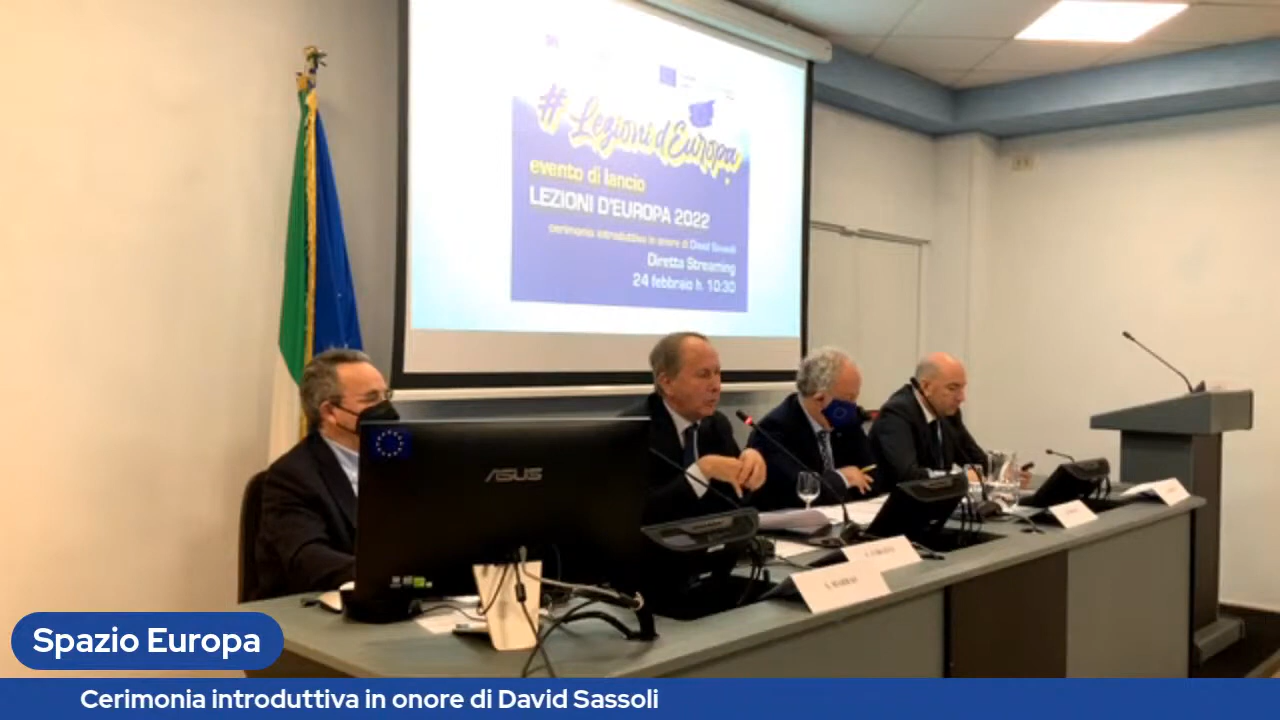 # Lezioni d'Europa
evento di lancio
LEZIONI D'EUROPA 2022
cerimonia introduttiva in onore di David Sassoli
Diretta Streaming
24 febbraio h. 10:30
ASUS
Spazio Europa
Cerimonia introduttiva in onore di David Sassoli